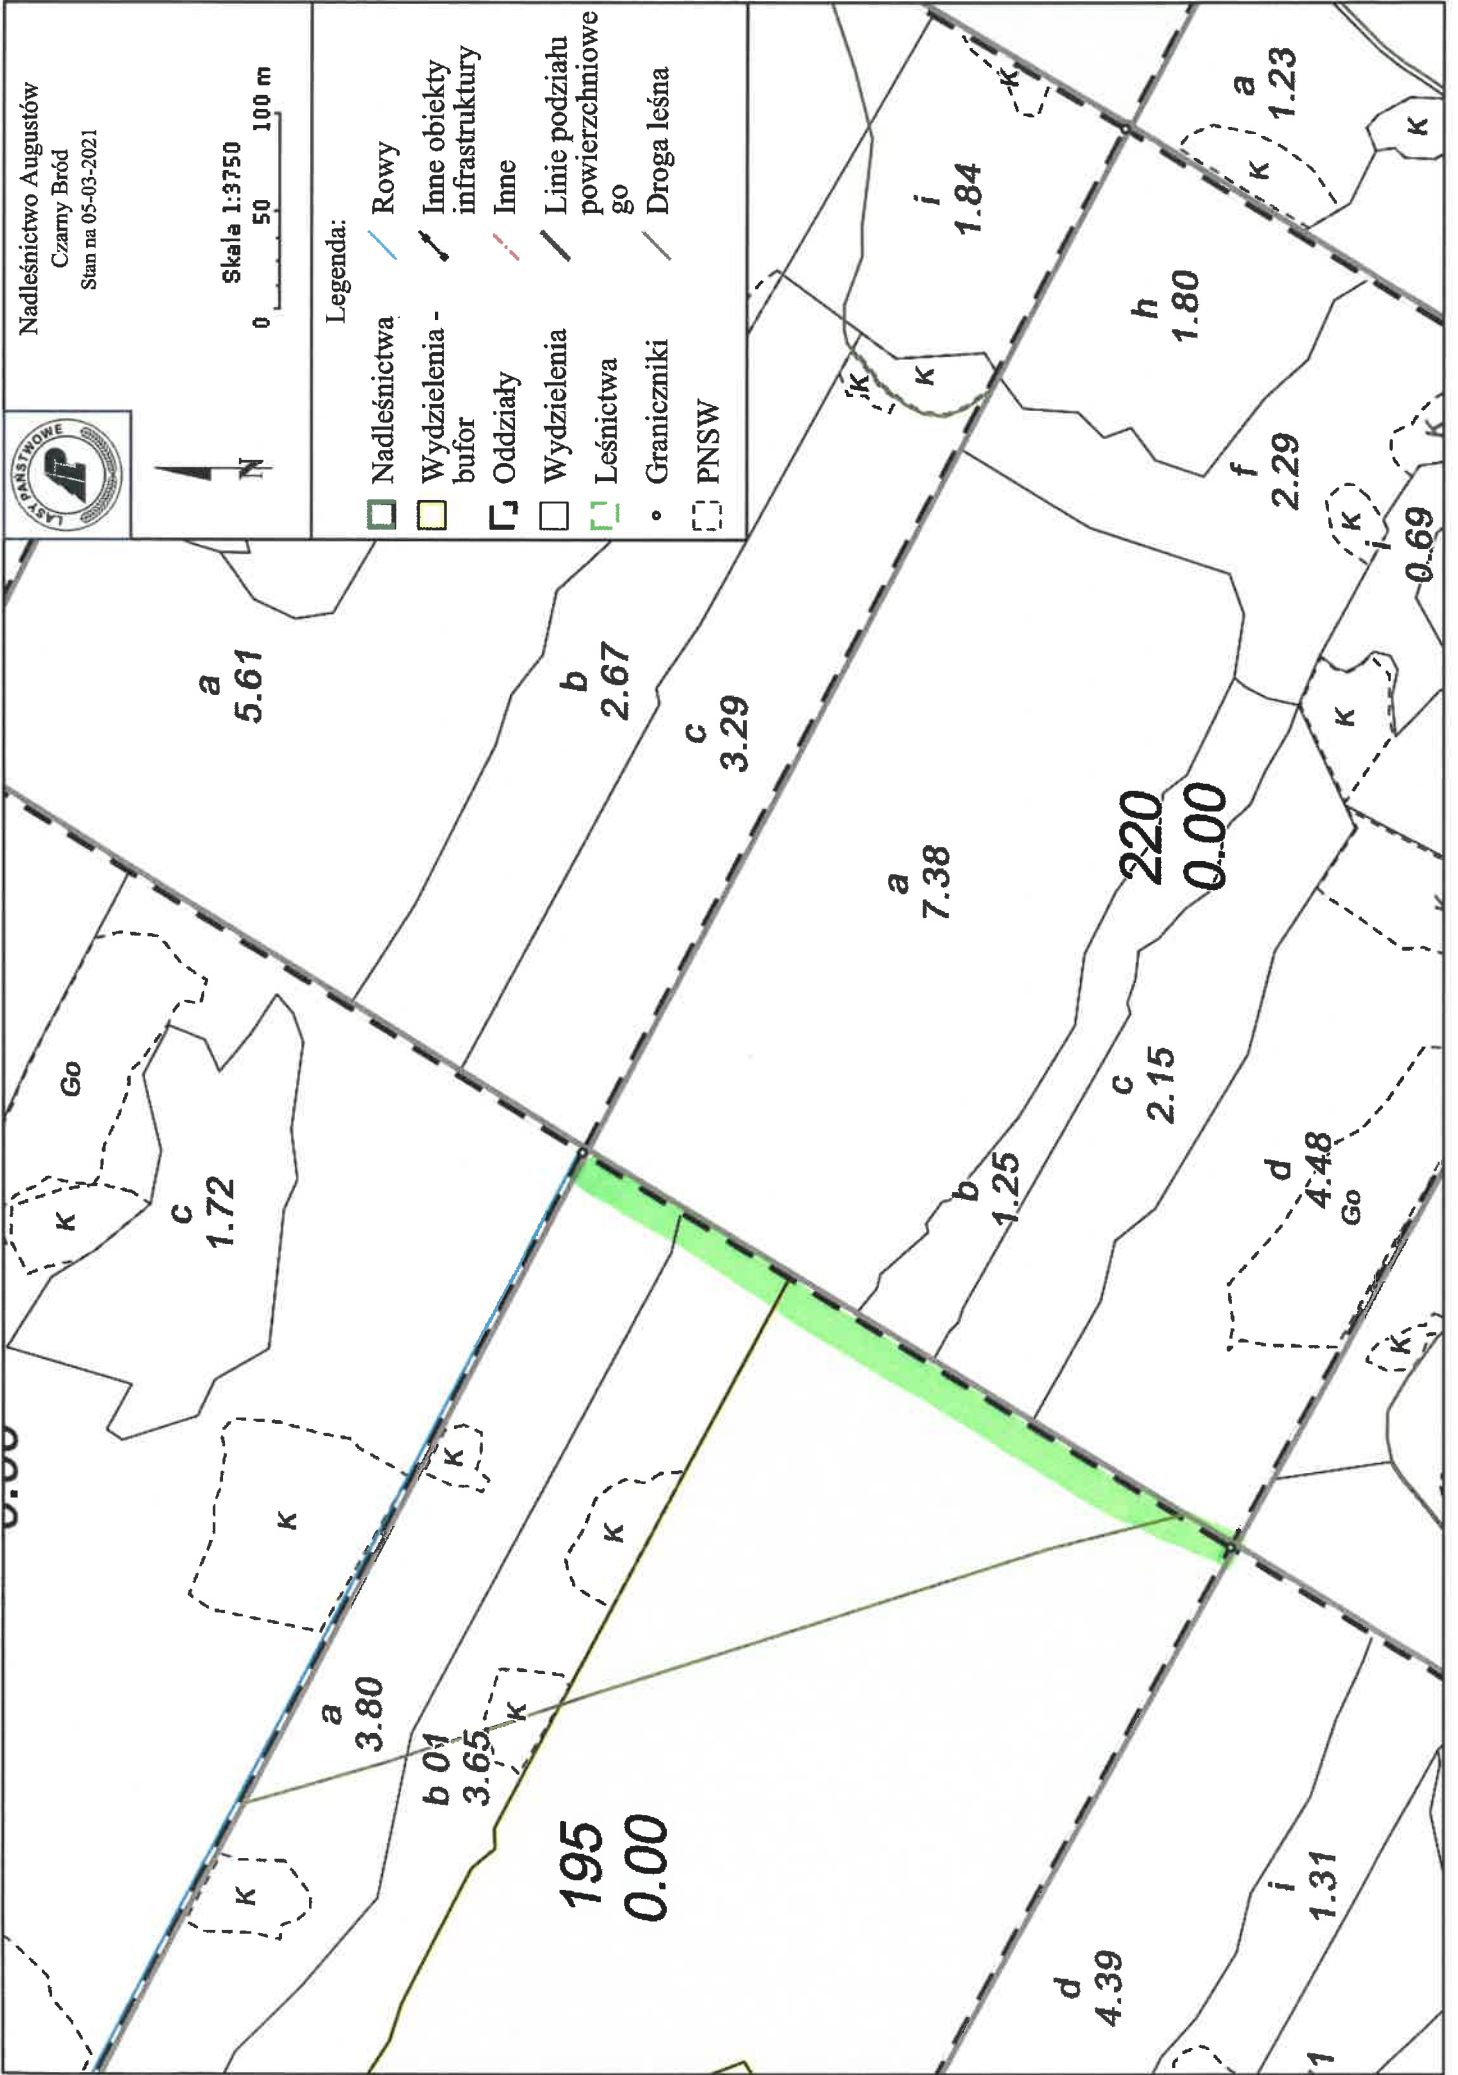 Nadleśnictwo Augustów
Czarny Bród
Stan na 05-03-2021
LASY PAŃSTWOWE
N
Skala 1:3750
0 50 100 m
Legenda:
Nadleśnictwa
Wydzielenia -
bufor
Oddziały
Wydzielenia
Leśnictwa
Graniczniki
PNSW
Rowy
Inne obiekty
infrastruktury
Inne
Linie podziału
powierzchniowe
go
Droga leśna
Go
K
c
1.72
K
K
K
a
3.80
b 01
3.65
K
K
195
0.00
d
4.39
i
1.31
a
5.61
b
2.67
c
3.29
a
7.38
220
0.00
b
1.25
c
2.15
d
4.48
Go
K
K
K
K
i
1.84
K
h
1.80
f
2.29
K
i
0.69
K
K
a
1.23
K
K